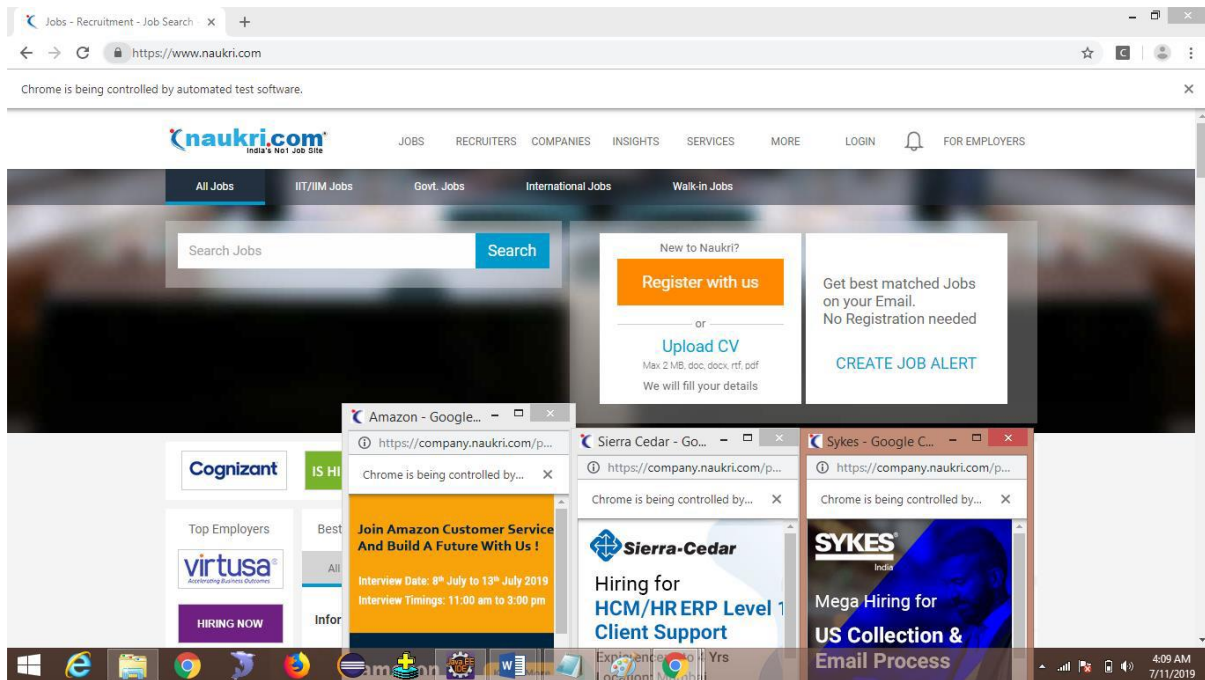 Jobs - Recruitment - Job Search
https://www.naukri.com
C
Chrome is being controlled by automated test software.
naukri.com
India's No1 Job Site
JOBS RECRUITERS COMPANIES INSIGHTS SERVICES MORE LOGIN FOR EMPLOYERS
All Jobs IIT/IIM Jobs Govt. Jobs International Jobs Walk-in Jobs
Search Jobs Search
New to Naukri?
Register with us
or
Upload CV
Max 2 MB, doc, docx, rtf, pdf
We will fill your details
Get best matched Jobs
on your Email.
No Registration needed
CREATE JOB ALERT
Cognizant
IS HI
Top Employers
virtusa
Accelerating Business Outcomes
HIRING NOW
Best
All
Infor
Amazon - Google...
https://company.naukri.com/p...
Chrome is being controlled by...
Join Amazon Customer Service
And Build A Future With Us !
Interview Date: 8th July to 13th July 2019
Interview Timings: 11:00 am to 3:00 pm
Sierra Cedar - Go...
https://company.naukri.com/p...
Chrome is being controlled by...
Sierra-Cedar
Hiring for
HCM/HR ERP Level 1
Client Support
Sykes - Google C...
https://company.naukri.com/p...
Chrome is being controlled by...
SYKES
India
Mega Hiring for
US Collection &
Email Process
Java EE
IDE
4:09 AM
7/11/2019